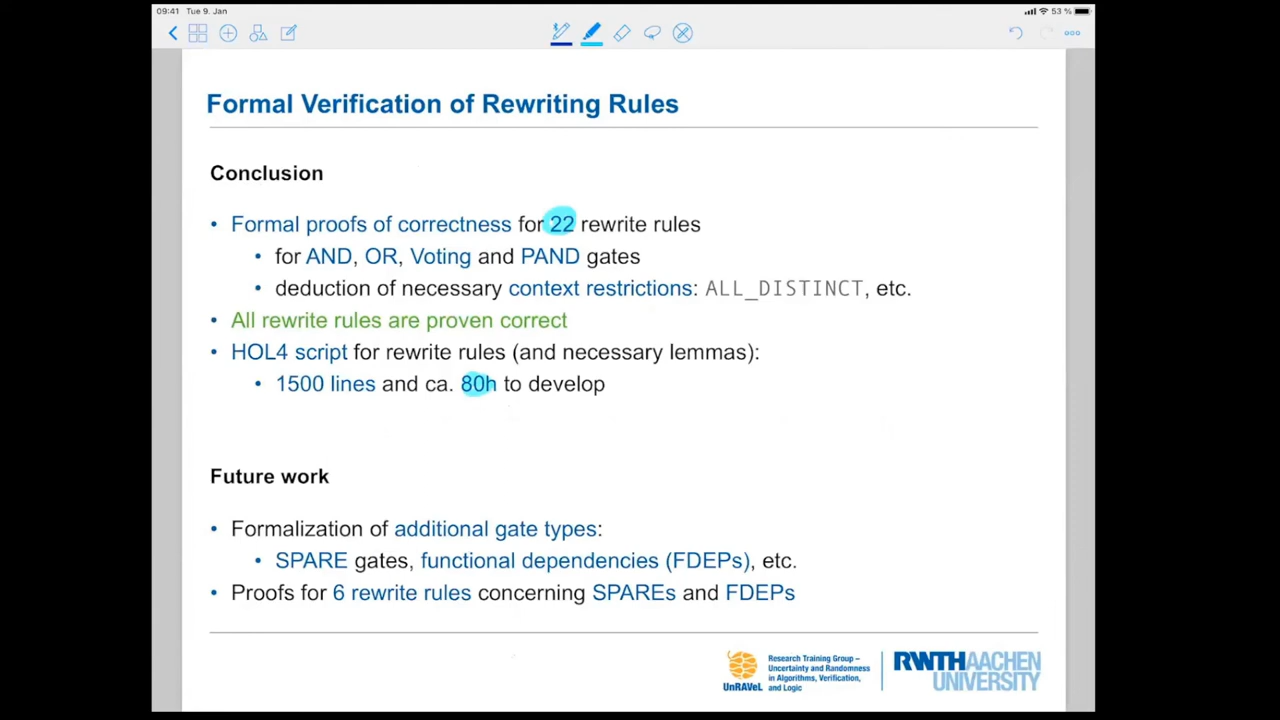 09:41 Tue 9. Jan
53 %
Formal Verification of Rewriting Rules
Conclusion
• Formal proofs of correctness for 22 rewrite rules
• for AND, OR, Voting and PAND gates
• deduction of necessary context restrictions: ALL_DISTINCT, etc.
• All rewrite rules are proven correct
• HOL4 script for rewrite rules (and necessary lemmas):
• 1500 lines and ca. 80h to develop
Future work
• Formalization of additional gate types:
• SPARE gates, functional dependencies (FDEPs), etc.
• Proofs for 6 rewrite rules concerning SPAREs and FDEPs
UnRAVeL
Research Training Group –
Uncertainty and Randomness
in Algorithms, Verification,
and Logic
RWTHAACHEN
UNIVERSITY